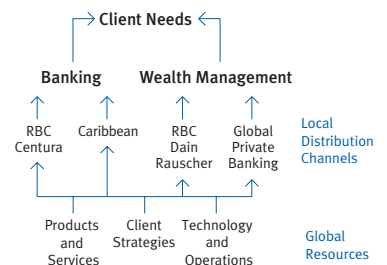 Client Needs
Banking Wealth Management
RBC Centura
Caribbean
RBC Dain Rauscher
Global Private Banking
Local Distribution Channels
Products and Services
Client Strategies
Technology and Operations
Global Resources